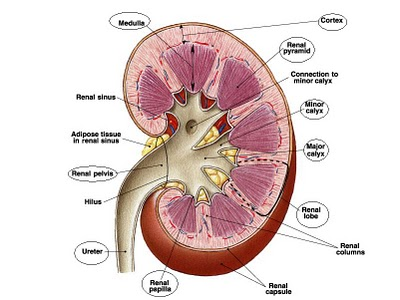 Medulla
Cortex
Renal
pyramid
Connection to
minor calyx
Renal sinus
Minor
calyx
Adipose tissue
in renal sinus
Major
calyx
Renal pelvis
Hilus
Renal
lobe
Ureter
Renal
columns
Renal
papilla
Renal
capsule